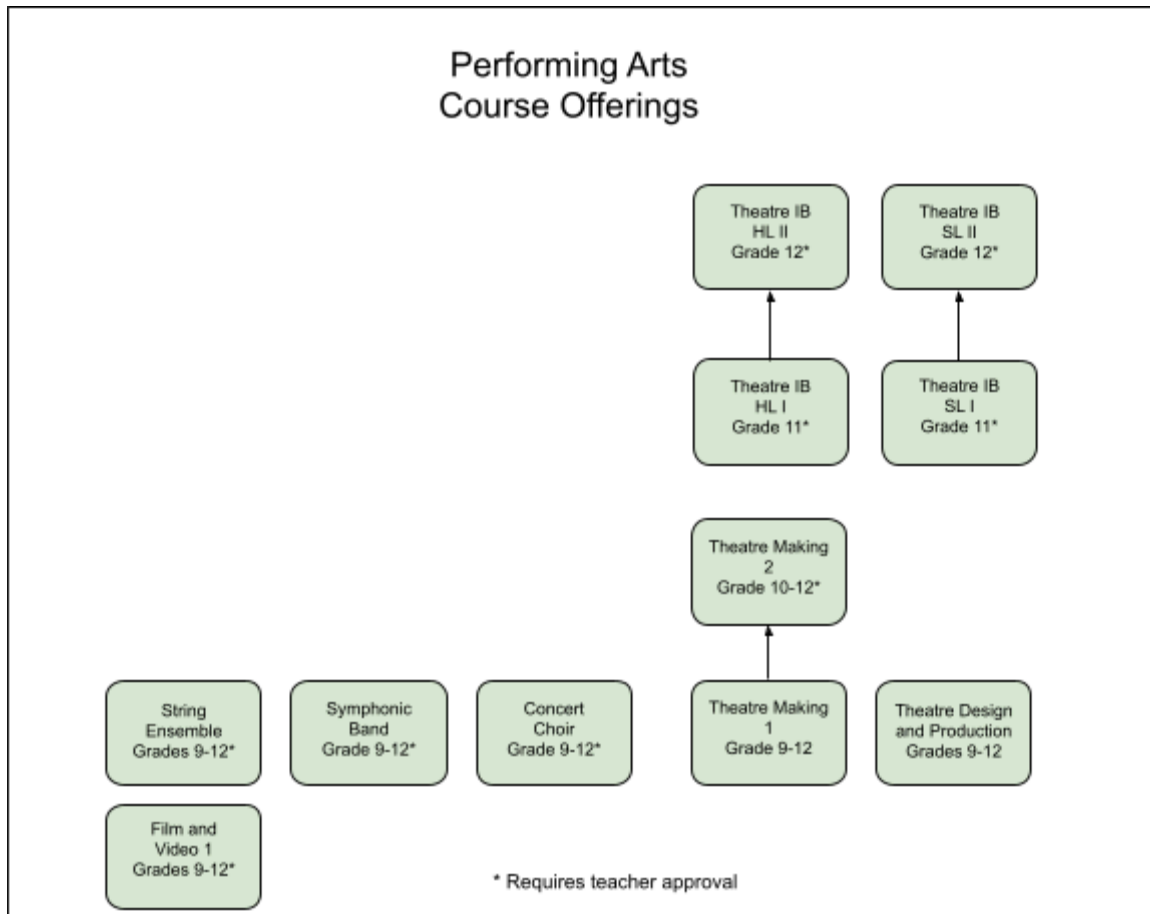 Performing Arts
Course Offerings
Theatre IB
HL II
Grade 12*
Theatre IB
SL II
Grade 12*
Theatre IB
HL I
Grade 11*
Theatre IB
SL I
Grade 11*
Theatre Making
2
Grade 10-12*
String
Ensemble
Grades 9-12*
Symphonic
Band
Grade 9-12*
Concert
Choir
Grade 9-12*
Theatre Making
1
Grade 9-12
Theatre Design
and Production
Grades 9-12
Film and
Video 1
Grades 9-12*
* Requires teacher approval